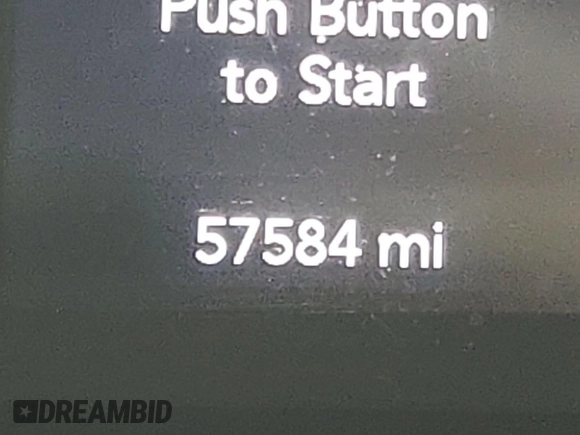 Push Button
to Start
57584 mi
DREAMBID